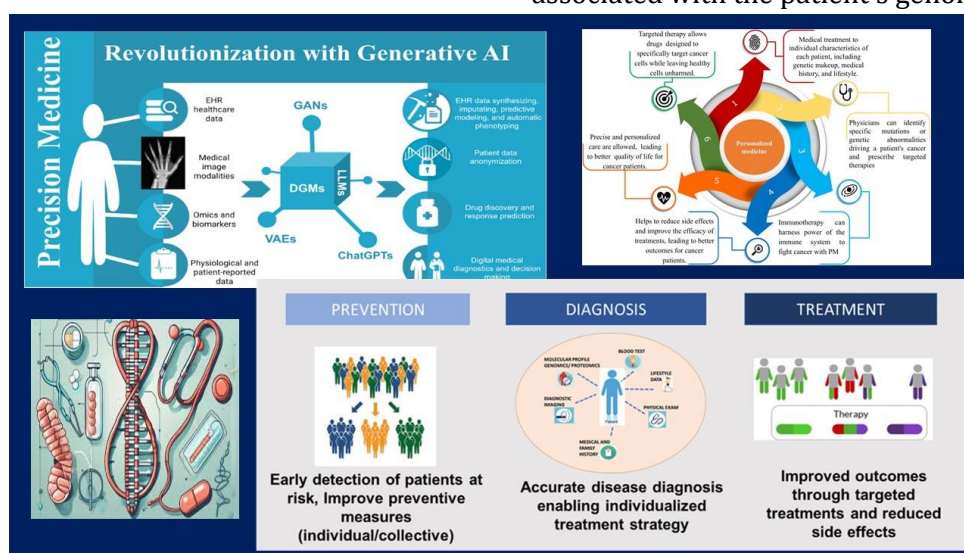 associated with the patient's genom
Precision Medicine
Revolutionization with Generative AI
EHR
healthcare
data
Medical
image
modalities
Omics and
biomarkers
Physiological and
patient-reported
data
GANs
DGMs
LLMs
VAEs
ChatGPTs
EHR data synthesizing,
imputating, predictive
modeling, and automatic
phenotyping
Patient data
anonymization
Drug discovery and
response prediction
Digital medical
diagnostics and decision
making
Targeted therapy allows
drugs designed to
specifically target cancer
cells while leaving healthy
cells unharmed.
Medical treatment to
individual characteristics of
each patient, including
genetic makeup, medical
history, and lifestyle.
Precise and personalized
care are allowed, leading
to better quality of life for
cancer patients.
Physicians can identify
specific mutations or
genetic abnormalities
driving a patient's cancer
and prescribe targeted
therapies
Helps to reduce side effects
and improve the efficacy of
treatments, leading to better
outcomes for cancer
patients.
Immunotherapy can
harness power of the
immune system to
fight cancer with PM
1
2
3
4
5
6
Personalized
medicine
PREVENTION
Early detection of patients at
risk, Improve preventive
measures
(individual/collective)
DIAGNOSIS
BLOOD TEST
MOLECULAR PROFILE
GENOMICS/ PROTEOMICS
LIFESTYLE
DATA
DIAGNOSTIC
IMAGING
PHYSICAL EXAM
Patient
MEDICAL AND
FAMILY
HISTORY
Accurate disease diagnosis
enabling individualized
treatment strategy
TREATMENT
Therapy
Improved outcomes
through targeted
treatments and reduced
side effects